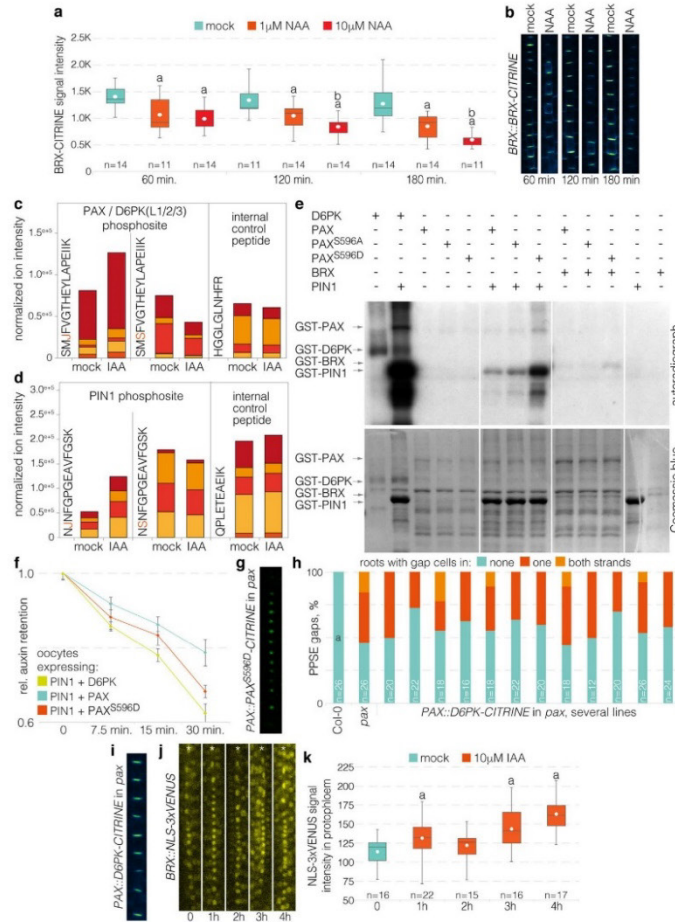 a
mock 1µM NAA 10µM NAA
BRX-CITRINE signal intensity
2.5K
2.0K
1.5K
1.0K
0.5K
0
a a a b a a b a
n=14 n=11 n=14 n=14 n=14 n=14 n=14 n=14 n=11
60 min. 120 min. 180 min.
b
mock NAA mock NAA mock NAA
BRX::BRX-CITRINE
60 min. 120 min. 180 min.
c
PAX / D6PK(L1/2/3) phosphosite
internal control peptide
normalized ion intensity
SMJFVGTHEYLAPEIIK
SMSFVGTHEYLAPEIIK
HGGLGLNHFR
mock IAA mock IAA mock IAA
d
PIN1 phosphosite
internal control peptide
normalized ion intensity
NJNFGPGEAVFGSK
NSNFGPGEAVFGSK
QPLETEAEIK
mock IAA mock IAA mock IAA
e
D6PK + + - - - - - - - - - - -
PAX
PAXS596A
PAXS596D
BRX
PIN1
GST-PAX
GST-D6PK
GST-BRX
GST-PIN1
autoradiograph
GST-PAX
GST-D6PK
GST-BRX
GST-PIN1
Coomassie blue
f
rel. auxin retention
1.0
0.6
oocytes
expressing:
PIN1 + D6PK
PIN1 + PAX
PIN1 + PAXS596D
0 7.5 min. 15 min. 30 min.
g
PAX::PAXS596D-CITRINE in pax
h
roots with gap cells in: none one both strands
PPSE gaps, %
100
75
50
25
0
a
n=26 n=26 n=20 n=22 n=18 n=16 n=18 n=22 n=20 n=18 n=12 n=20 n=26 n=24
Col-0 pax PAX::D6PK-CITRINE in pax, several lines
i
PAX::D6PK-CITRINE in pax
j
BRX::NLS-3xVENUS
* * * * *
0 1h 2h 3h 4h
k
mock 10µM IAA
NLS-3xVENUS signal
intensity in protophloem
225
200
175
150
125
100
75
50
a a a
n=16 n=22 n=15 n=16 n=17
0 1h 2h 3h 4h